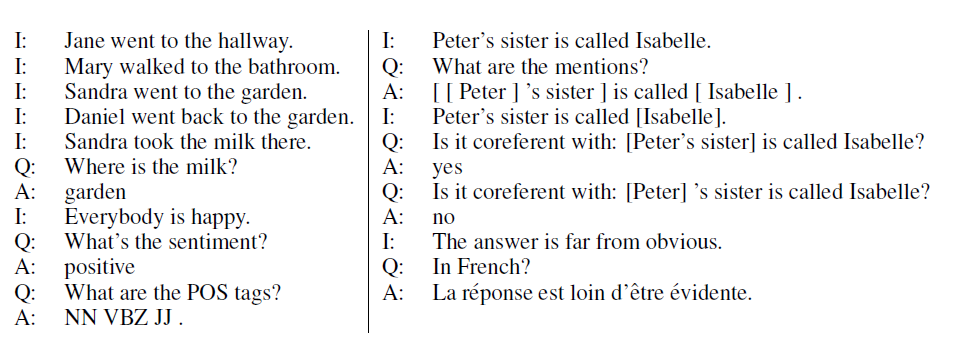 I: Jane went to the hallway.
I: Mary walked to the bathroom.
I: Sandra went to the garden.
I: Daniel went back to the garden.
I: Sandra took the milk there.
Q: Where is the milk?
A: garden
I: Everybody is happy.
Q: What's the sentiment?
A: positive
Q: What are the POS tags?
A: NN VBZ JJ .
I: Peter's sister is called Isabelle.
Q: What are the mentions?
A: [ [ Peter ] 's sister ] is called [ Isabelle ] .
I: Peter's sister is called [Isabelle].
Q: Is it coreferent with: [Peter's sister] is called Isabelle?
A: yes
Q: Is it coreferent with: [Peter] 's sister is called Isabelle?
A: no
I: The answer is far from obvious.
Q: In French?
A: La réponse est loin d'être évidente.